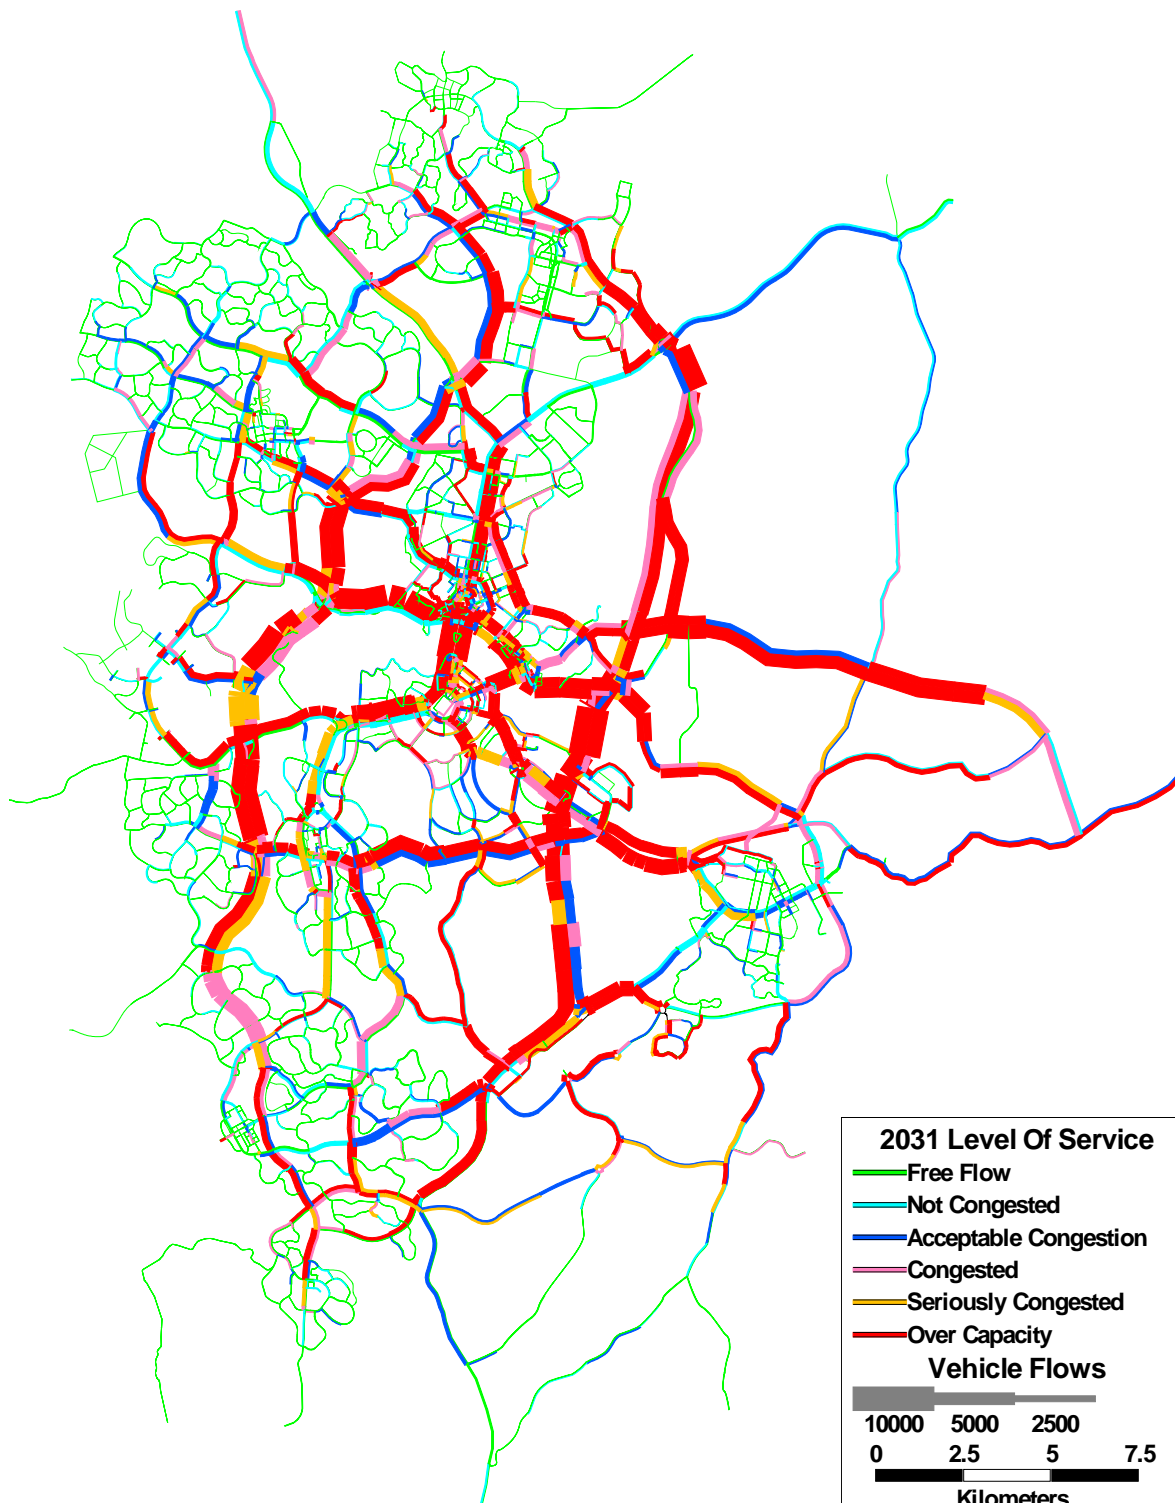 2031 Level Of Service
Free Flow
Not Congested
Acceptable Congestion
Congested
Seriously Congested
Over Capacity
Vehicle Flows
10000 5000 2500
0 2.5 5 7.5
Kilometers